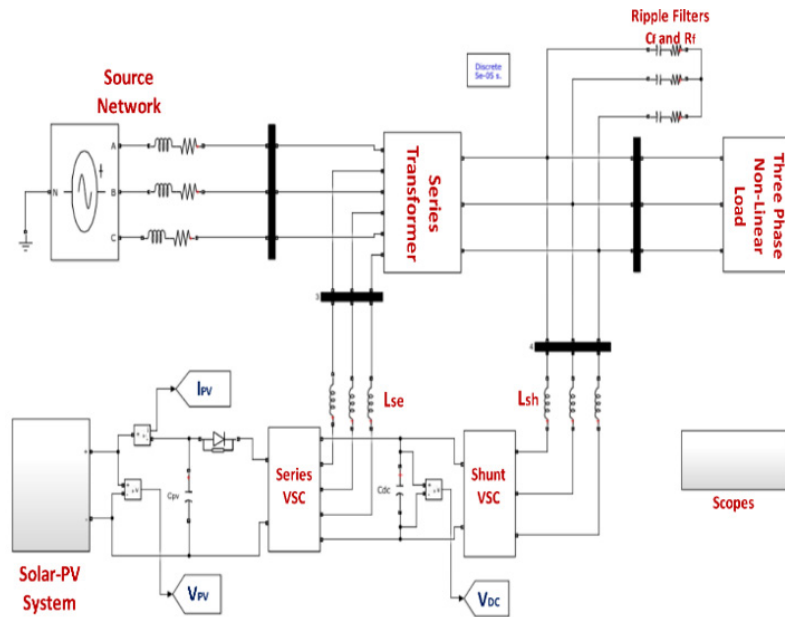 Ripple Filters
Cf and Rf
Discrete
5e-05 s.
Source
Network
A
N
B
C
Series
Transformer
Three Phase
Non-Linear
Load
3
4
IPV
Lse
Lsh
Series
VSC
Shunt
VSC
Cpv
Cdc
Scopes
Solar-PV
System
VPV
VDC